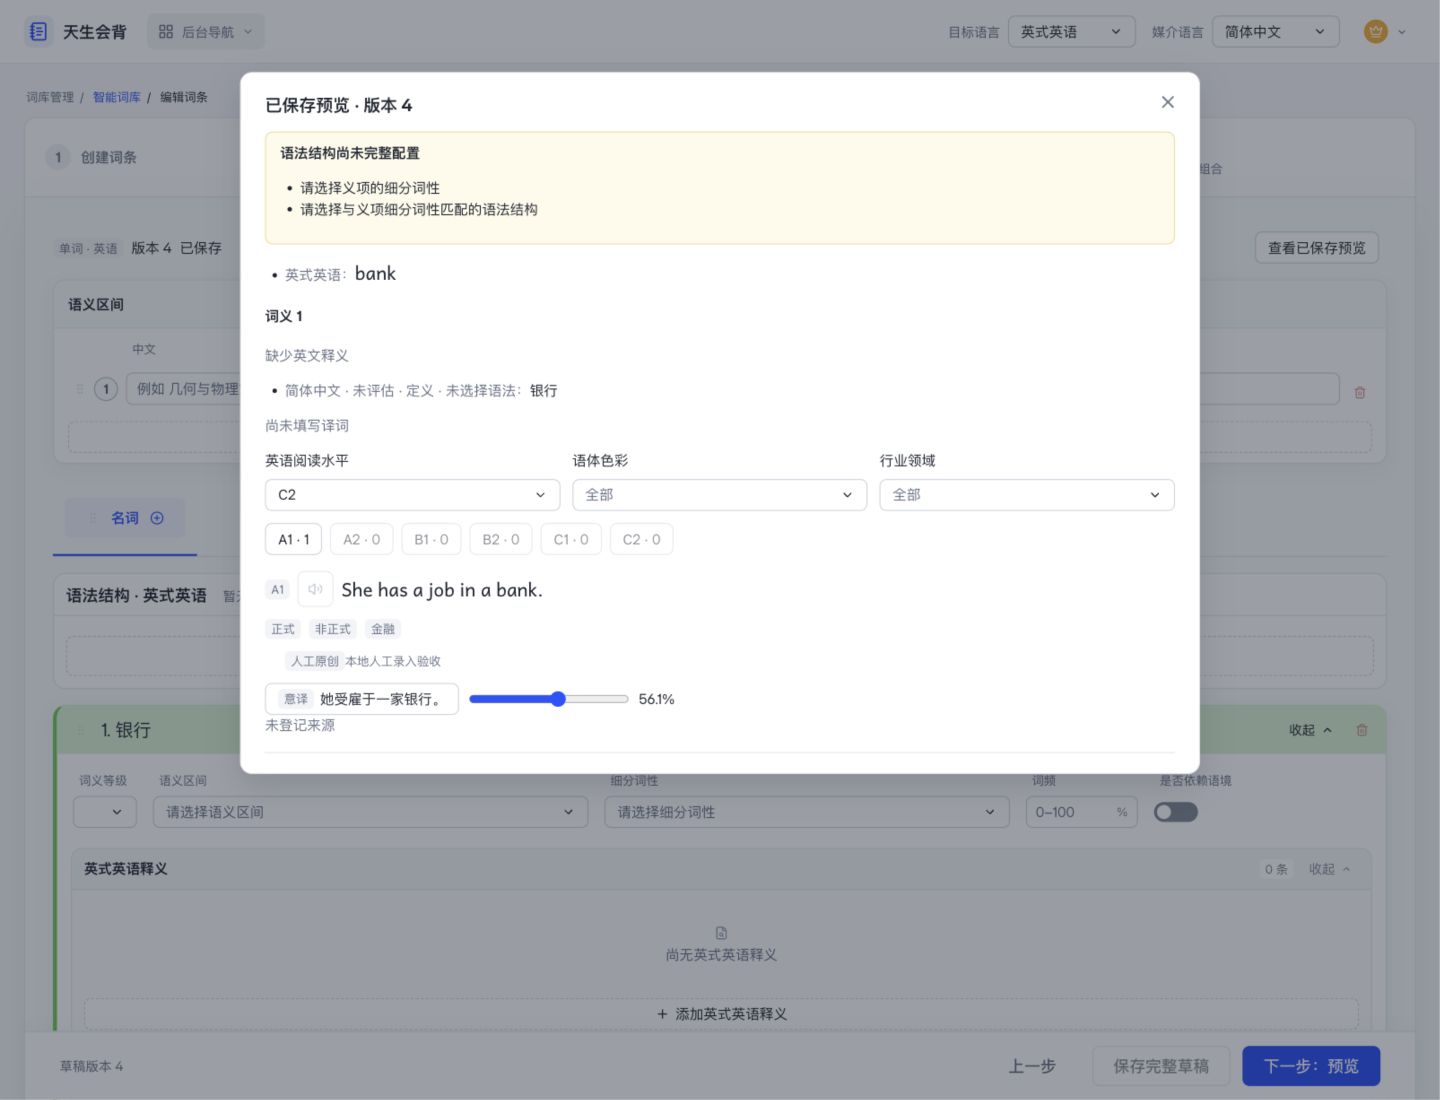 天生会背
后台导航
目标语言 英式英语 媒介语言 简体中文
词库管理 / 智能词库 / 编辑词条
1 创建词条
组合
单词 · 英语 版本 4 已保存
查看已保存预览
语义区间
中文
1 例如 几何与物理
名词
语法结构 · 英式英语
1. 银行
收起
词义等级 语义区间 细分词性 词频 是否依赖语境
请选择语义区间 请选择细分词性 0–100 %
英式英语释义 0 条 收起
尚无英式英语释义
+ 添加英式英语释义
草稿版本 4
上一步 保存完整草稿 下一步：预览
已保存预览 · 版本 4
语法结构尚未完整配置
• 请选择义项的细分词性
• 请选择与义项细分词性匹配的语法结构
• 英式英语： bank
词义 1
缺少英文释义
• 简体中文 · 未评估 · 定义 · 未选择语法： 银行
尚未填写译词
英语阅读水平 语体色彩 行业领域
C2 全部 全部
A1 · 1 A2 · 0 B1 · 0 B2 · 0 C1 · 0 C2 · 0
A1 She has a job in a bank.
正式 非正式 金融
人工原创 本地人工录入验收
意译 她受雇于一家银行。 56.1%
未登记来源